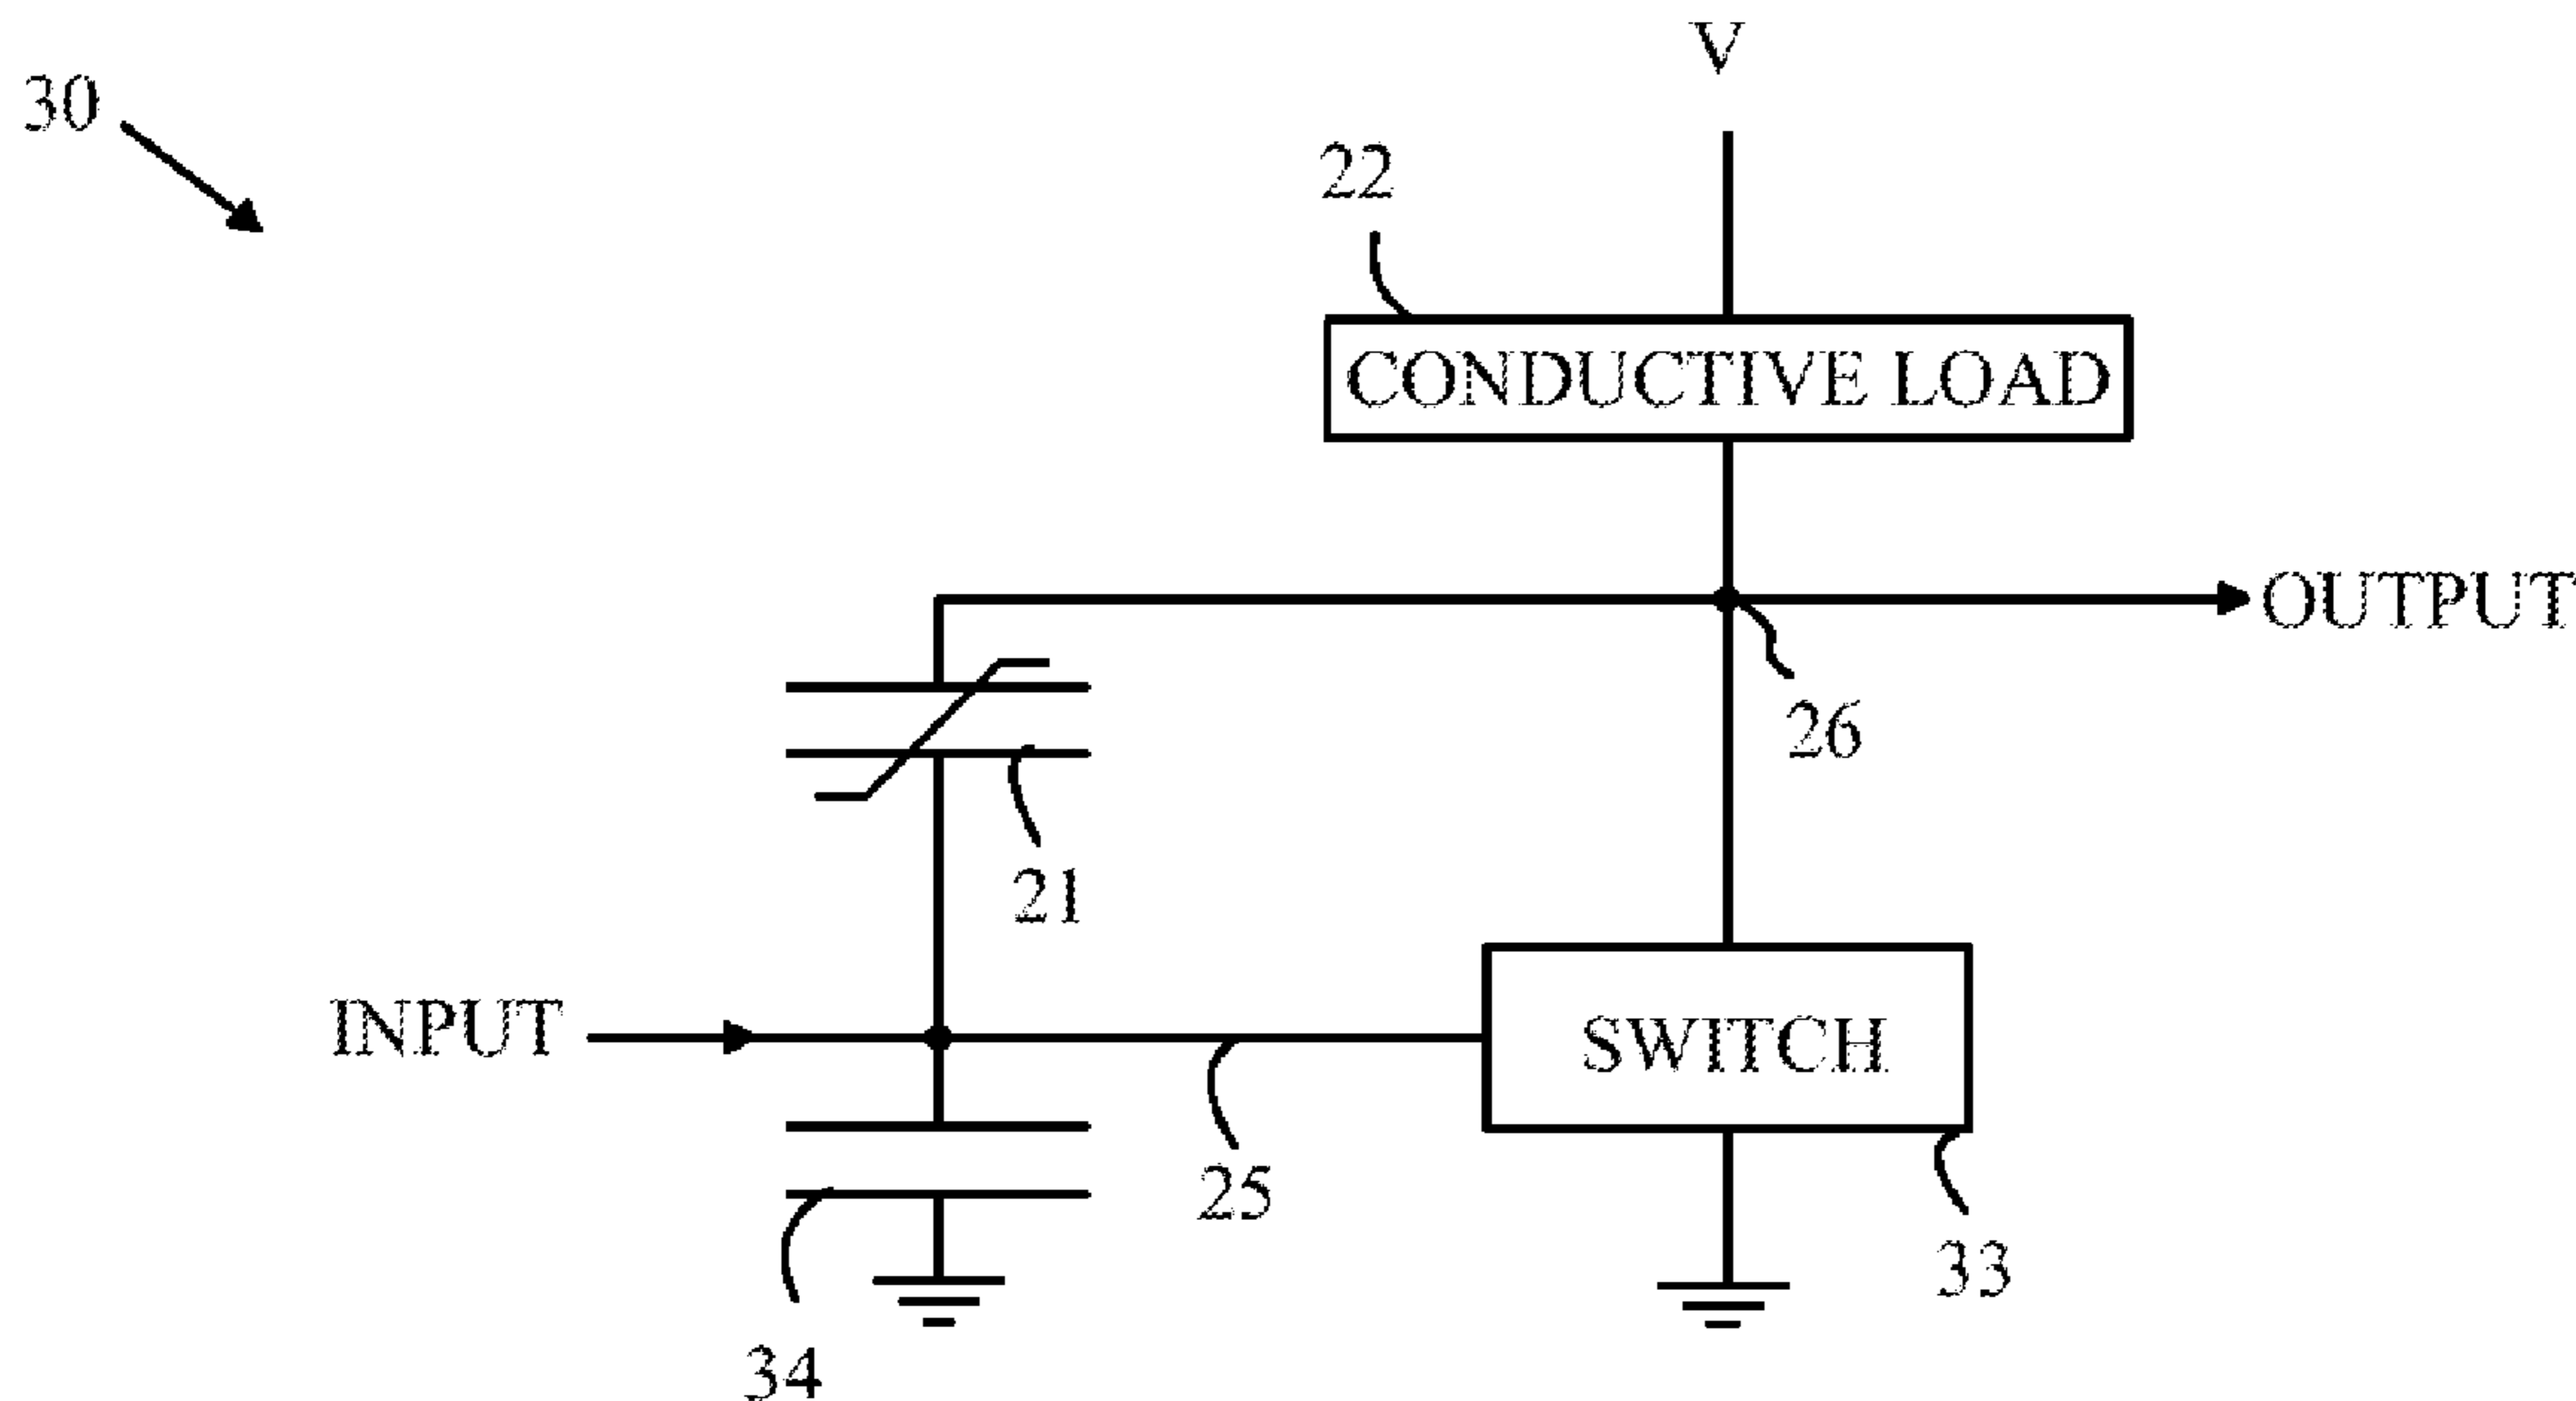 V
30
22
CONDUCTIVE LOAD
OUTPUT
26
21
INPUT
SWITCH
25
33
34